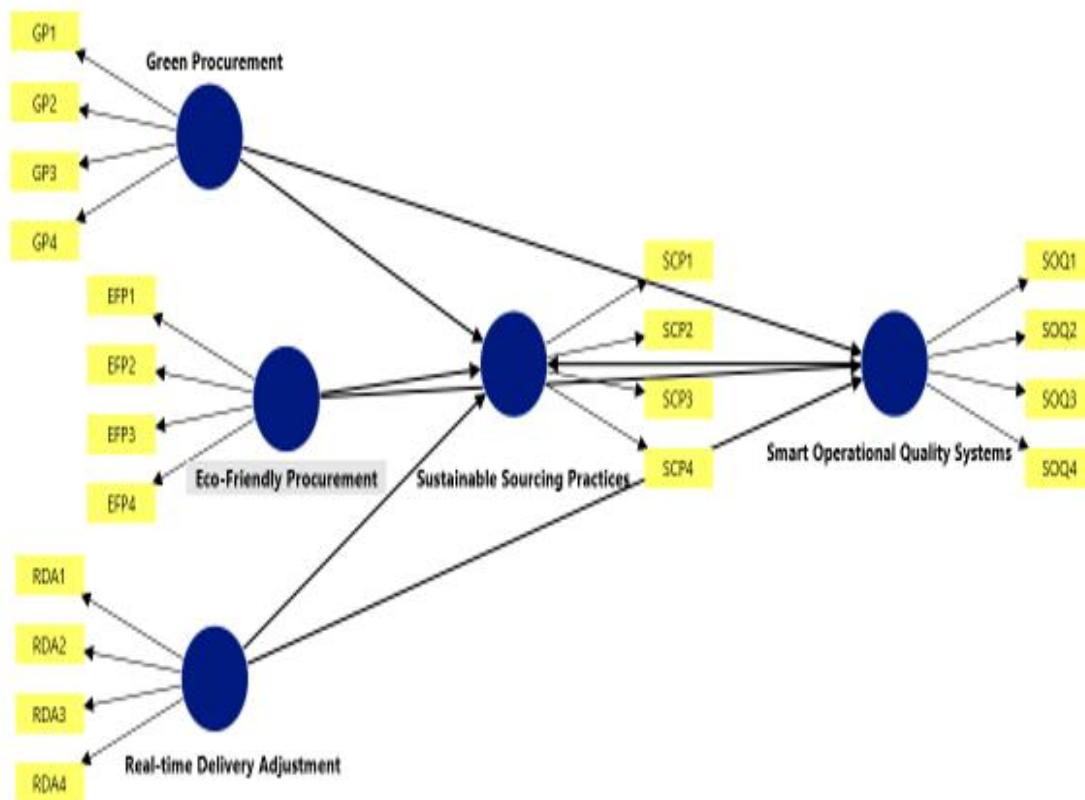 GP1
Green Procurement
GP2
GP3
GP4
SCP1
SOQ1
EFP1
SCP2
SOQ2
EFP2
SCP3
SOQ3
EFP3
Smart Operational Quality Systems
SCP4
SOQ4
Eco-Friendly Procurement
Sustainable Sourcing Practices
EFP4
RDA1
RDA2
RDA3
Real-time Delivery Adjustment
RDA4